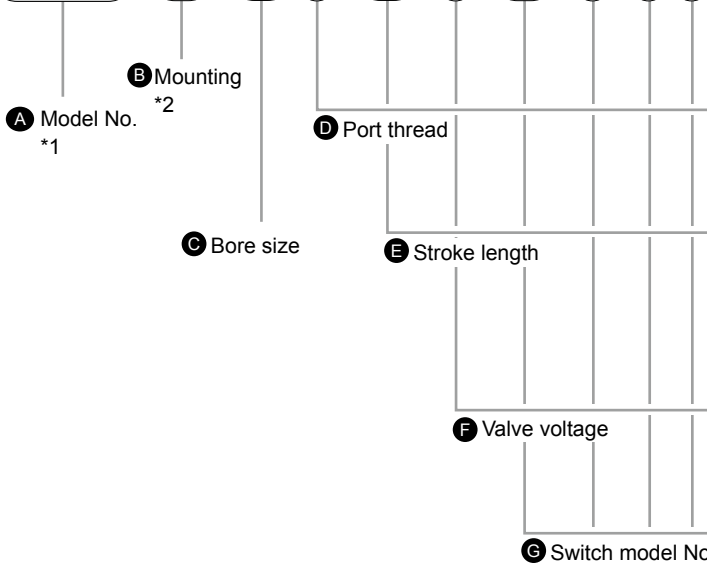 B Mounting
*2
A Model No.
*1
D Port thread
C Bore size
E Stroke length
F Valve voltage
G Switch model No